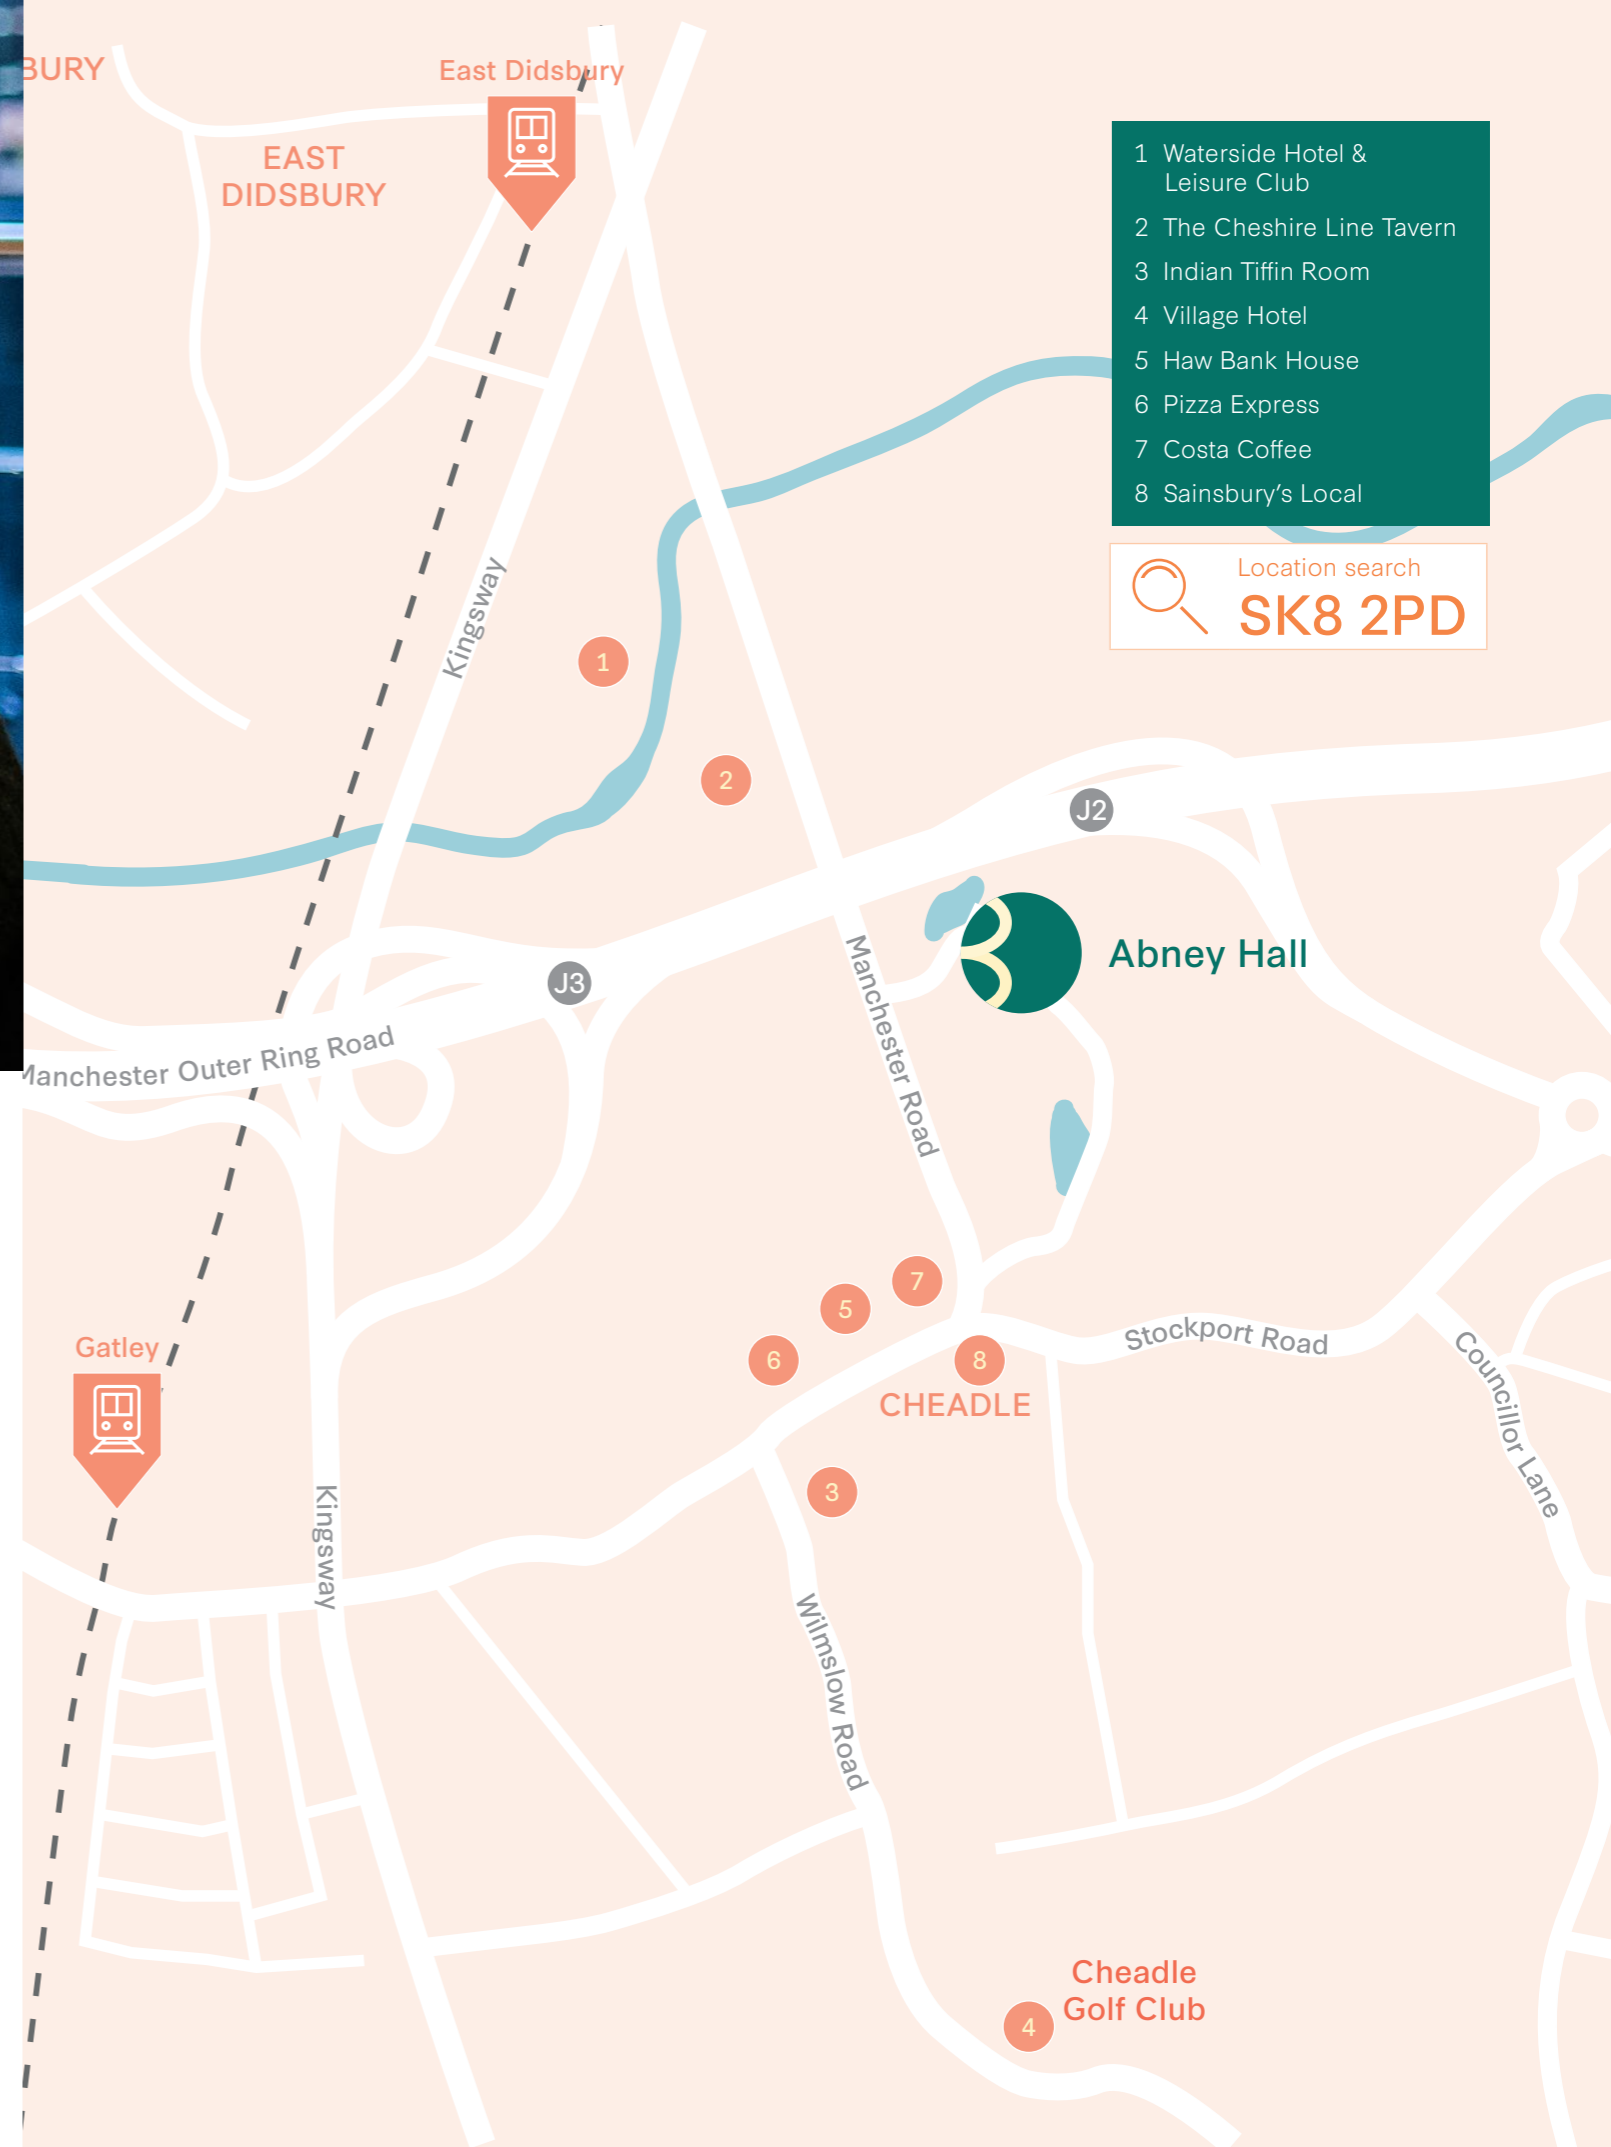 BURY
East Didsbury
EAST
DIDSBURY
1 Waterside Hotel &
Leisure Club
2 The Cheshire Line Tavern
3 Indian Tiffin Room
4 Village Hotel
5 Haw Bank House
6 Pizza Express
7 Costa Coffee
8 Sainsbury's Local
Location search
SK8 2PD
Kingsway
1
2
J2
Abney Hall
J3
Manchester Road
Manchester Outer Ring Road
7
5
Gatley
6
8
Stockport Road
CHEADLE
Councillor Lane
3
Kingsway
Wilmslow Road
Cheadle
Golf Club
4